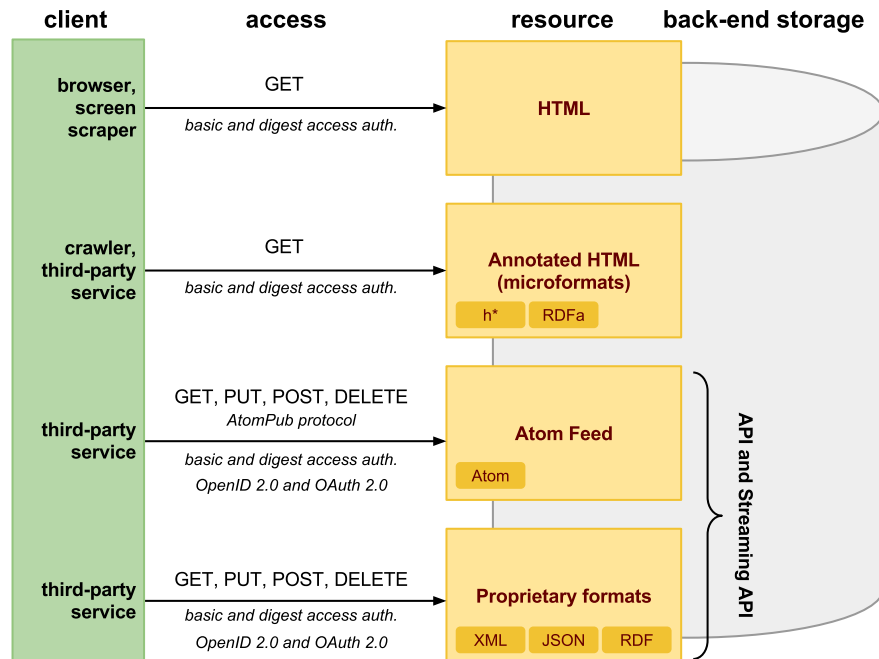 client
access
resource
back-end storage
browser,
screen
scraper
GET
basic and digest access auth.
HTML
crawler,
third-party
service
GET
basic and digest access auth.
Annotated HTML
(microformats)
h*
RDFa
third-party
service
GET, PUT, POST, DELETE
AtomPub protocol
basic and digest access auth.
OpenID 2.0 and OAuth 2.0
Atom Feed
Atom
API and Streaming API
third-party
service
GET, PUT, POST, DELETE
basic and digest access auth.
OpenID 2.0 and OAuth 2.0
Proprietary formats
XML
JSON
RDF